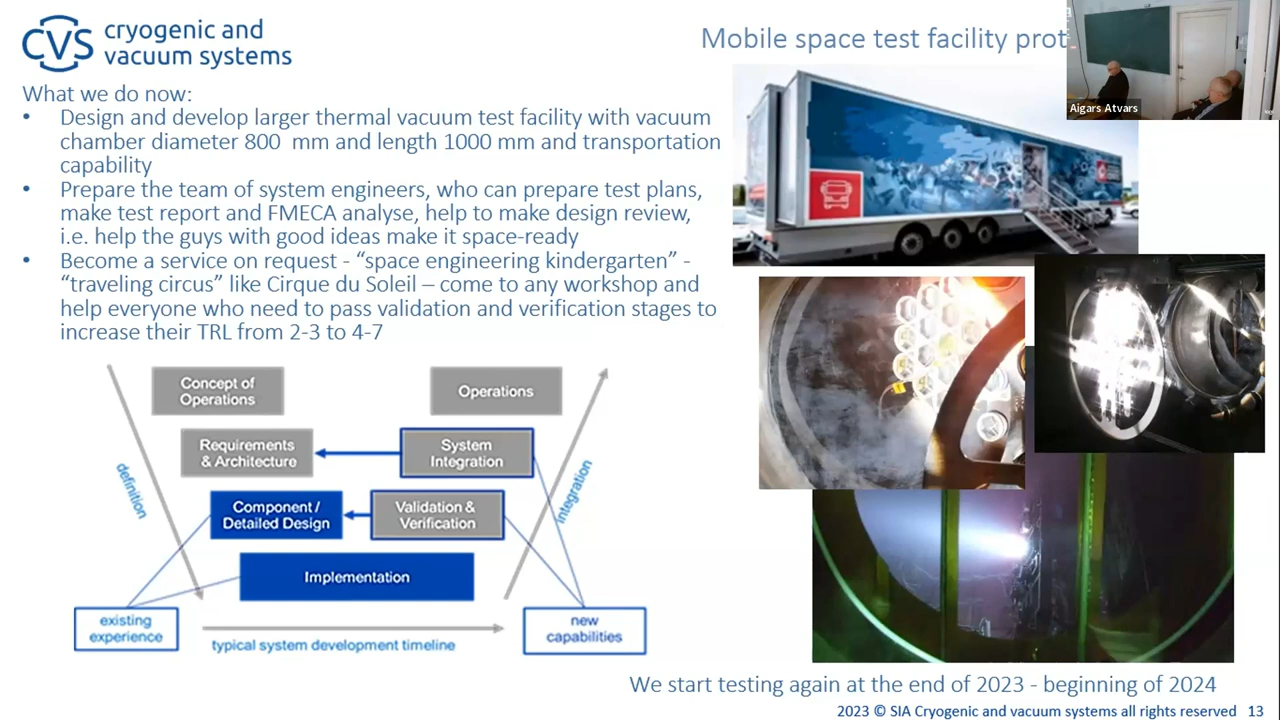 CVS cryogenic and
vacuum systems
Mobile space test facility prot
Aigars Atvars
What we do now:
• Design and develop larger thermal vacuum test facility with vacuum
chamber diameter 800 mm and length 1000 mm and transportation
capability
• Prepare the team of system engineers, who can prepare test plans,
make test report and FMECA analyse, help to make design review,
i.e. help the guys with good ideas make it space-ready
• Become a service on request - “space engineering kindergarten” -
“traveling circus” like Cirque du Soleil – come to any workshop and
help everyone who need to pass validation and verification stages to
increase their TRL from 2-3 to 4-7
Concept of
Operations
Operations
Requirements
& Architecture
System
Integration
definition
integration
Component /
Detailed Design
Validation &
Verification
Implementation
existing
experience
new
capabilities
typical system development timeline
We start testing again at the end of 2023 - beginning of 2024
2023 © SIA Cryogenic and vacuum systems all rights reserved 13